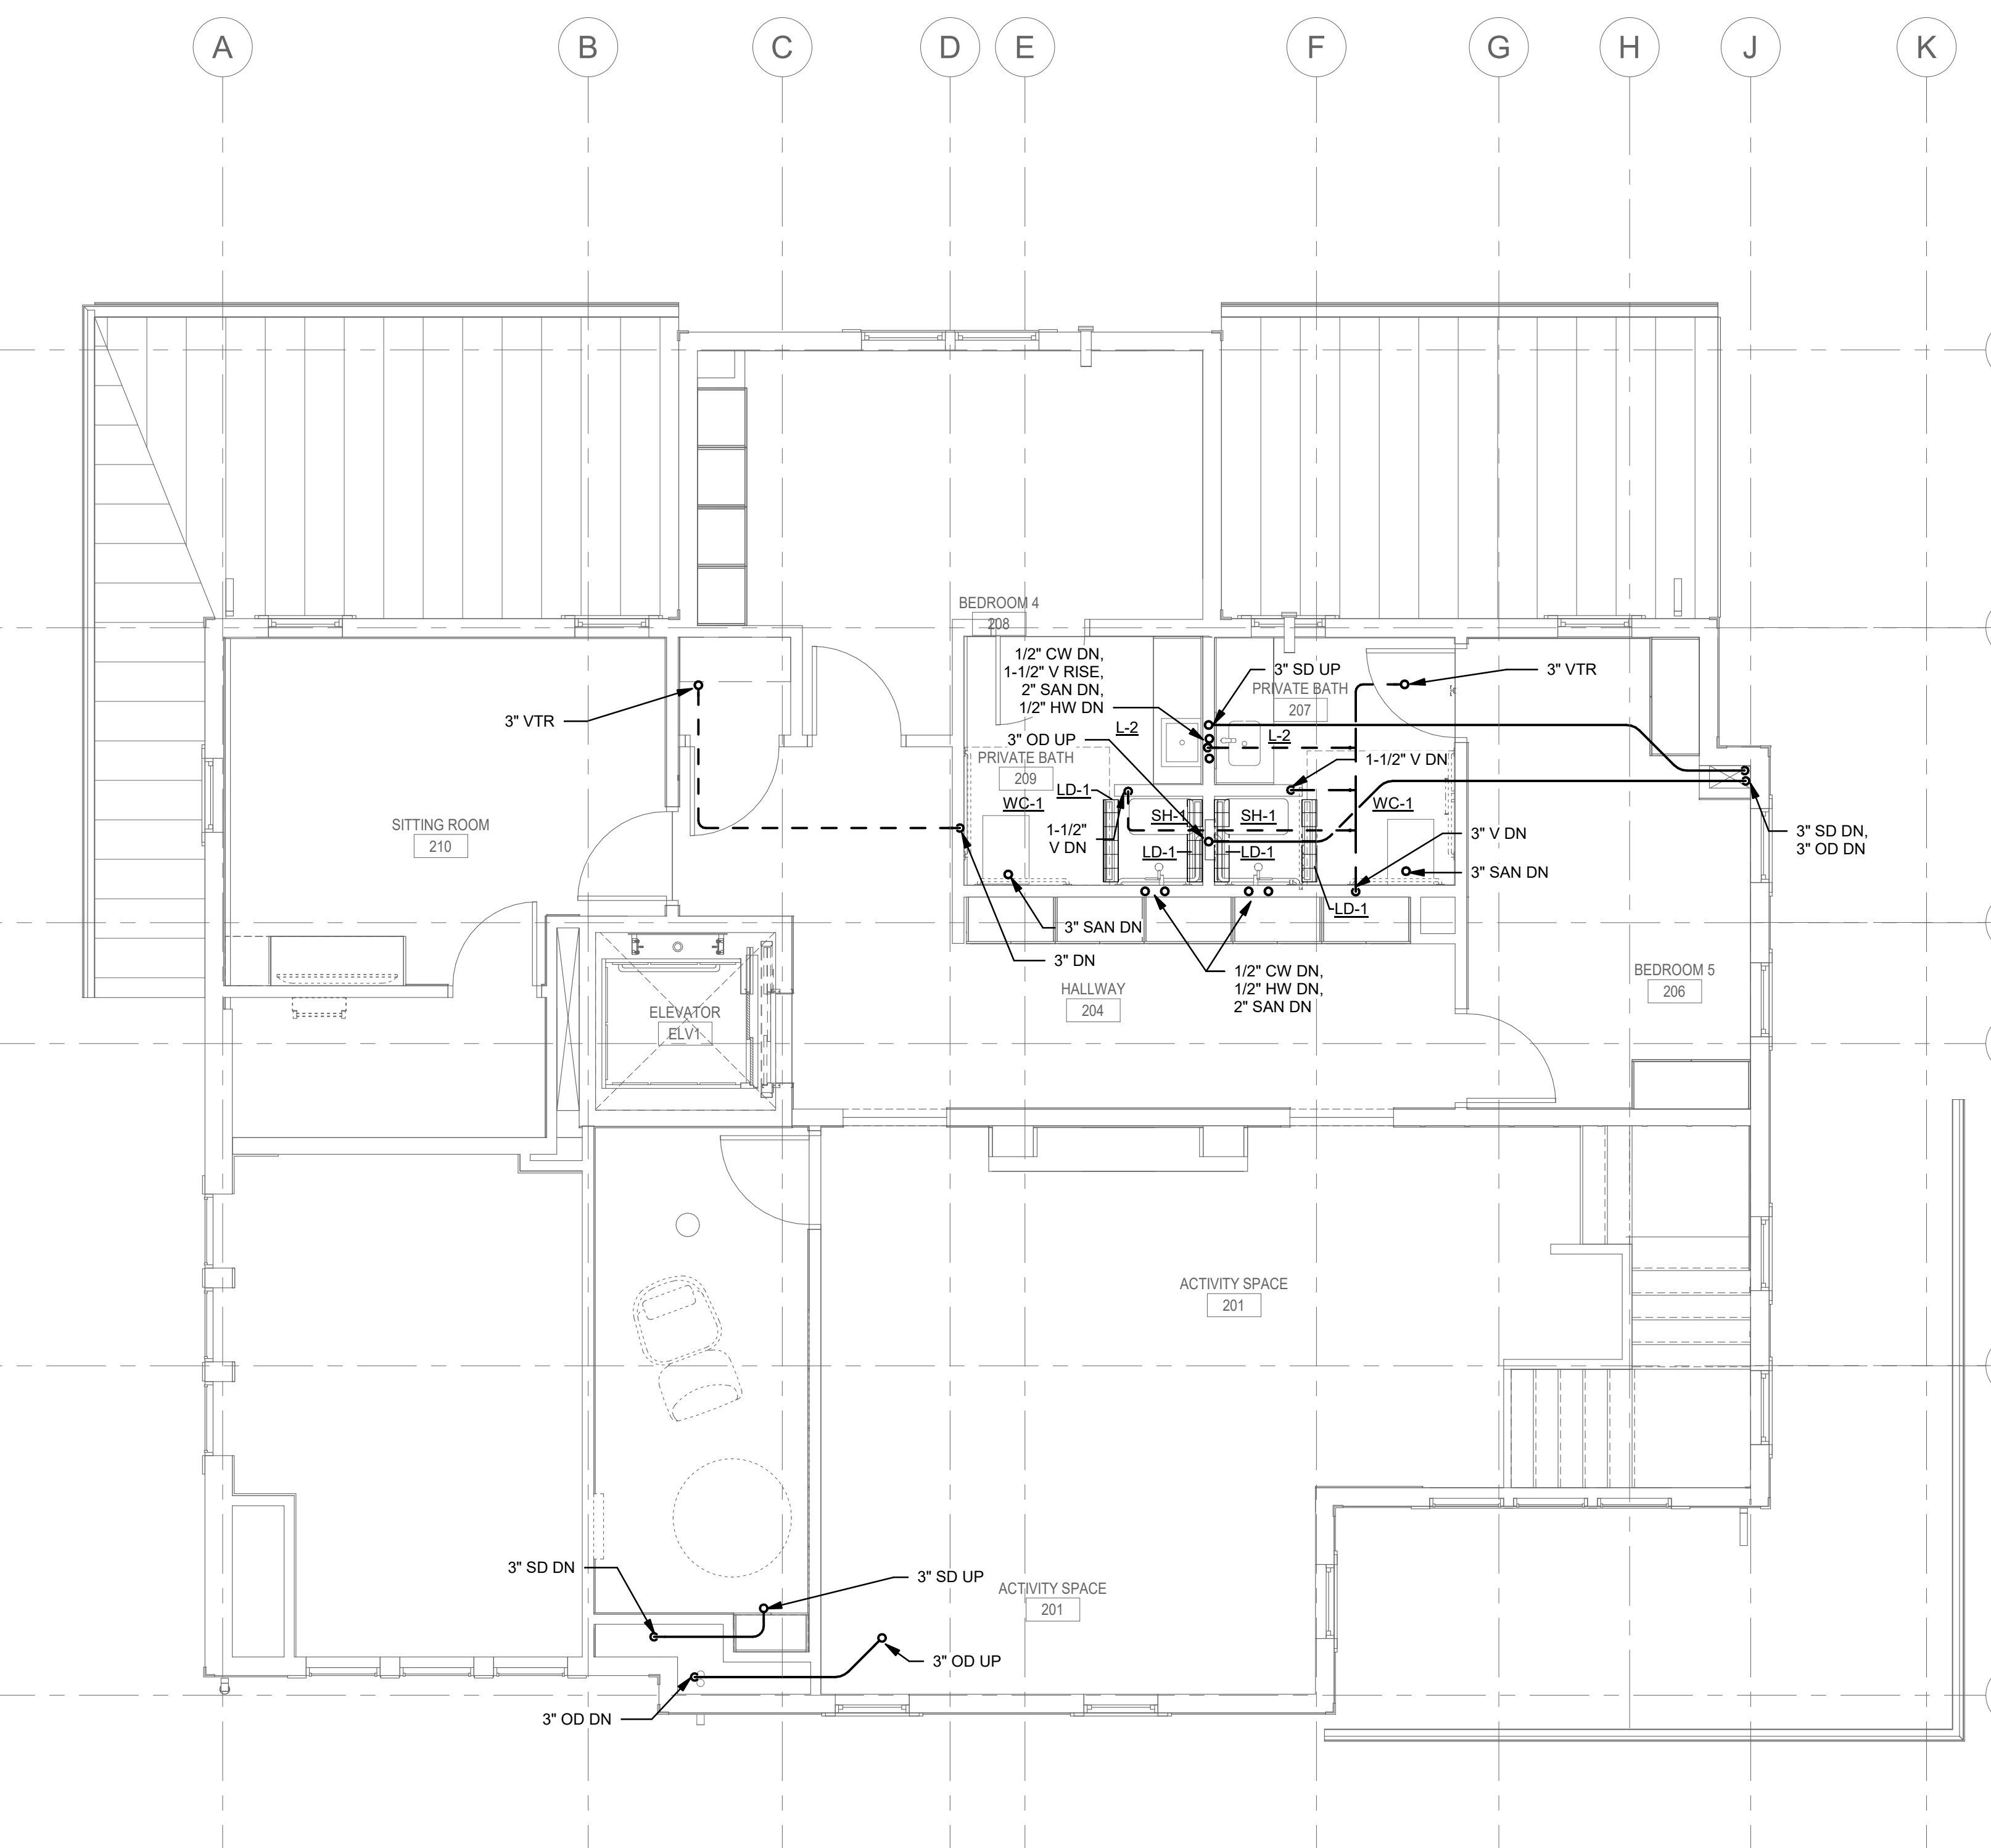 A
B
C
D
E
F
G
H
J
K
BEDROOM 4
208
1/2" CW DN,
1-1/2" V RISE,
2" SAN DN,
1/2" HW DN
3" SD UP
PRIVATE BATH
207
3" VTR
3" VTR
L-2
L-2
3" OD UP
PRIVATE BATH
209
1-1/2" V DN
LD-1
WC-1
WC-1
SH-1
SH-1
1-1/2"
V DN
LD-1
LD-1
3" V DN
3" SD DN,
3" OD DN
SITTING ROOM
210
3" SAN DN
LD-1
3" SAN DN
3" DN
1/2" CW DN,
1/2" HW DN,
2" SAN DN
HALLWAY
204
BEDROOM 5
206
ELEVATOR
ELV1
ACTIVITY SPACE
201
3" SD DN
3" SD UP
ACTIVITY SPACE
201
3" OD UP
3" OD DN